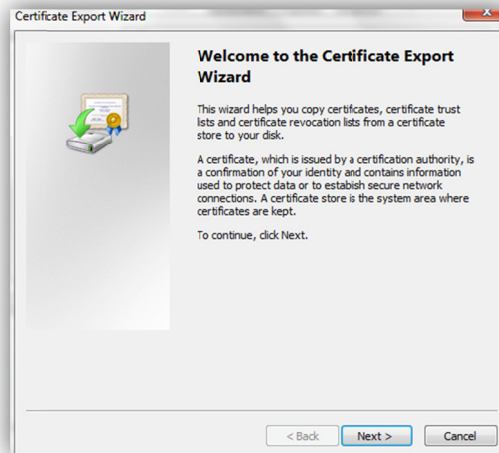 Certificate Export Wizard
Welcome to the Certificate Export
Wizard
This wizard helps you copy certificates, certificate trust
lists and certificate revocation lists from a certificate
store to your disk.
A certificate, which is issued by a certification authority, is
a confirmation of your identity and contains information
used to protect data or to establish secure network
connections. A certificate store is the system area where
certificates are kept.
To continue, click Next.
< Back
Next >
Cancel